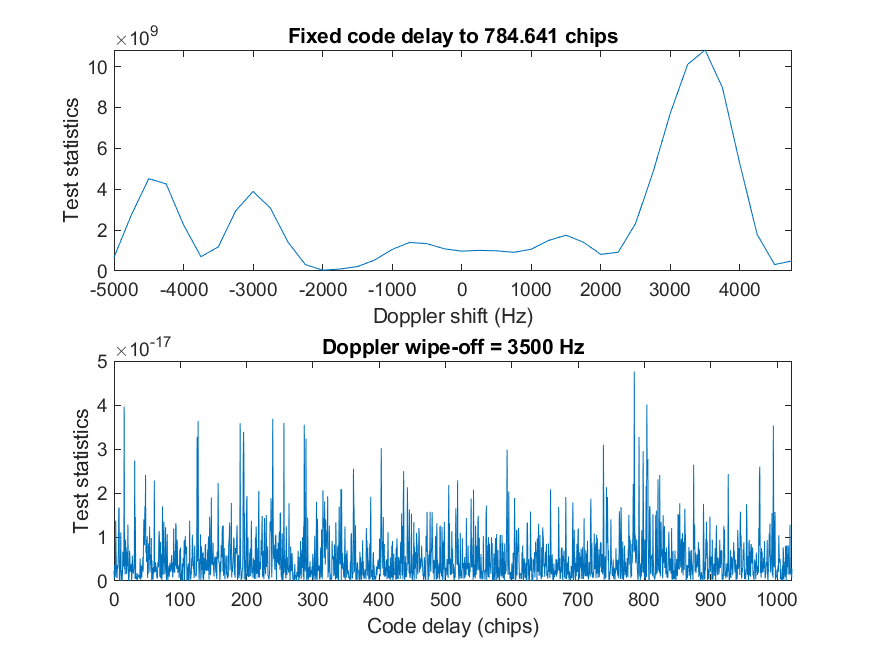 ×10^9
Fixed code delay to 784.641 chips
10
8
6
4
2
0
Test statistics
-5000 -4000 -3000 -2000 -1000 0 1000 2000 3000 4000
Doppler shift (Hz)
×10^-17
Doppler wipe-off = 3500 Hz
5
4
3
2
1
0
Test statistics
0 100 200 300 400 500 600 700 800 900 1000
Code delay (chips)